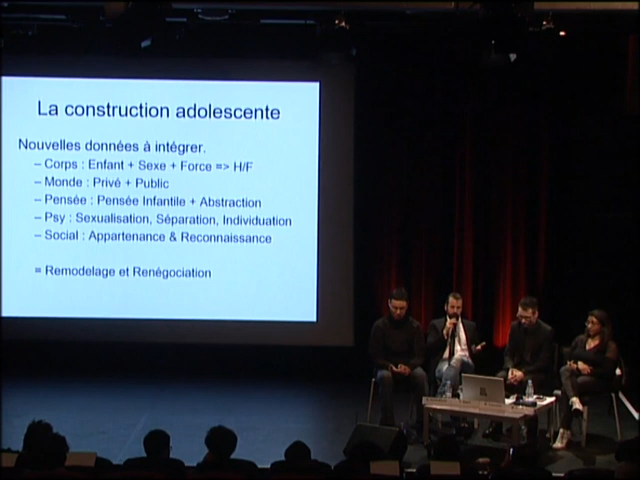 La construction adolescente
Nouvelles données à intégrer.
– Corps : Enfant + Sexe + Force => H/F
– Monde : Privé + Public
– Pensée : Pensée Infantile + Abstraction
– Psy : Sexualisation, Séparation, Individuation
– Social : Appartenance & Reconnaissance
= Remodelage et Renégociation